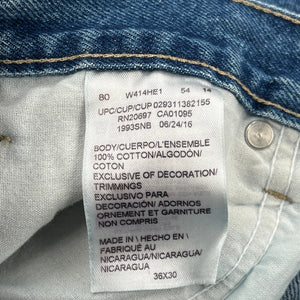 80 W414HE1 54 14
UPC/CUP/CUP 029311382155
RN20697 CA01095
1993SNB 06/24/16
BODY/CUERPO/L'ENSEMBLE
100% COTTON/ALGODÓN/
COTON
EXCLUSIVE OF DECORATION/
TRIMMINGS
EXCLUSIVO PARA
DECORACIÓN/ ADORNOS
ORNEMENT ET GARNITURE
NON COMPRIS
MADE IN \ HECHO EN \
FABRIQUÉ AU
NICARAGUA/NICARAGUA/
NICARAGUA
36X30